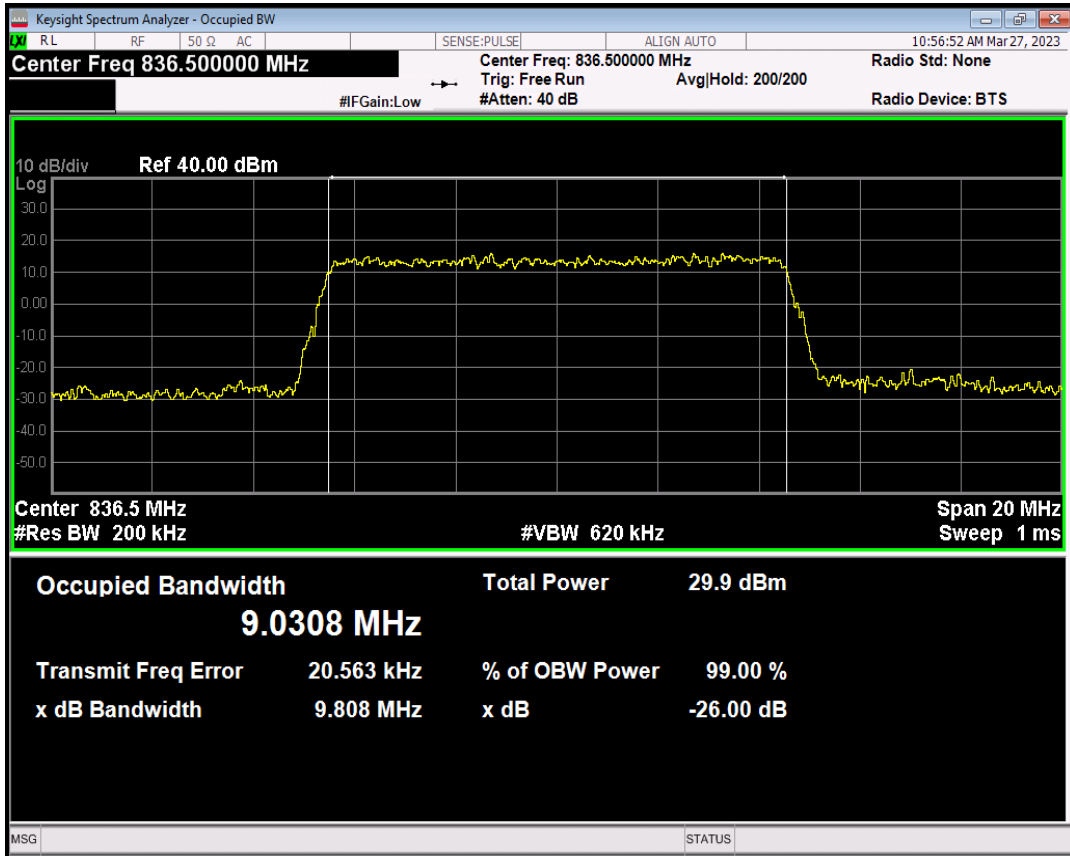 Keysight Spectrum Analyzer - Occupied BW
LXI RL RF 50 Ω AC SENSE:PULSE ALIGN AUTO 10:56:52 AM Mar 27, 2023
Center Freq 836.500000 MHz Center Freq: 836.500000 MHz Radio Std: None
Trig: Free Run Avg|Hold: 200/200
#IFGain:Low #Atten: 40 dB Radio Device: BTS
10 dB/div Ref 40.00 dBm
Log
30.0
20.0
10.0
0.00
-10.0
-20.0
-30.0
-40.0
-50.0
Center 836.5 MHz Span 20 MHz
#Res BW 200 kHz #VBW 620 kHz Sweep 1 ms
Occupied Bandwidth Total Power 29.9 dBm
9.0308 MHz
Transmit Freq Error 20.563 kHz % of OBW Power 99.00 %
x dB Bandwidth 9.808 MHz x dB -26.00 dB
MSG STATUS